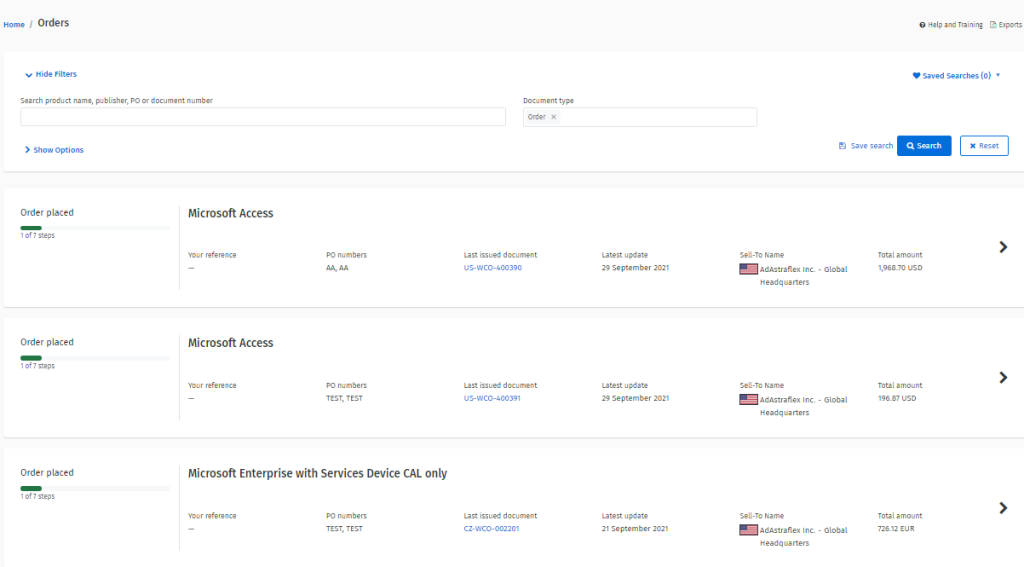 Home / Orders
Help and Training Exports
Hide Filters
Saved Searches (0)
Search product name, publisher, PO or document number
Document type
Order ×
Show Options
Save search Search Reset
Order placed
1 of 7 steps
Microsoft Access
Your reference PO numbers Last issued document Latest update Sell-To Name Total amount
— AA, AA US-WCO-400390 29 September 2021 AdAstraflex Inc. - Global 1,968.70 USD
Headquarters
Order placed
1 of 7 steps
Microsoft Access
Your reference PO numbers Last issued document Latest update Sell-To Name Total amount
— TEST, TEST US-WCO-400391 29 September 2021 AdAstraflex Inc. - Global 196.87 USD
Headquarters
Order placed
1 of 7 steps
Microsoft Enterprise with Services Device CAL only
Your reference PO numbers Last issued document Latest update Sell-To Name Total amount
— TEST, TEST CZ-WCO-002201 21 September 2021 AdAstraflex Inc. - Global 726.12 EUR
Headquarters